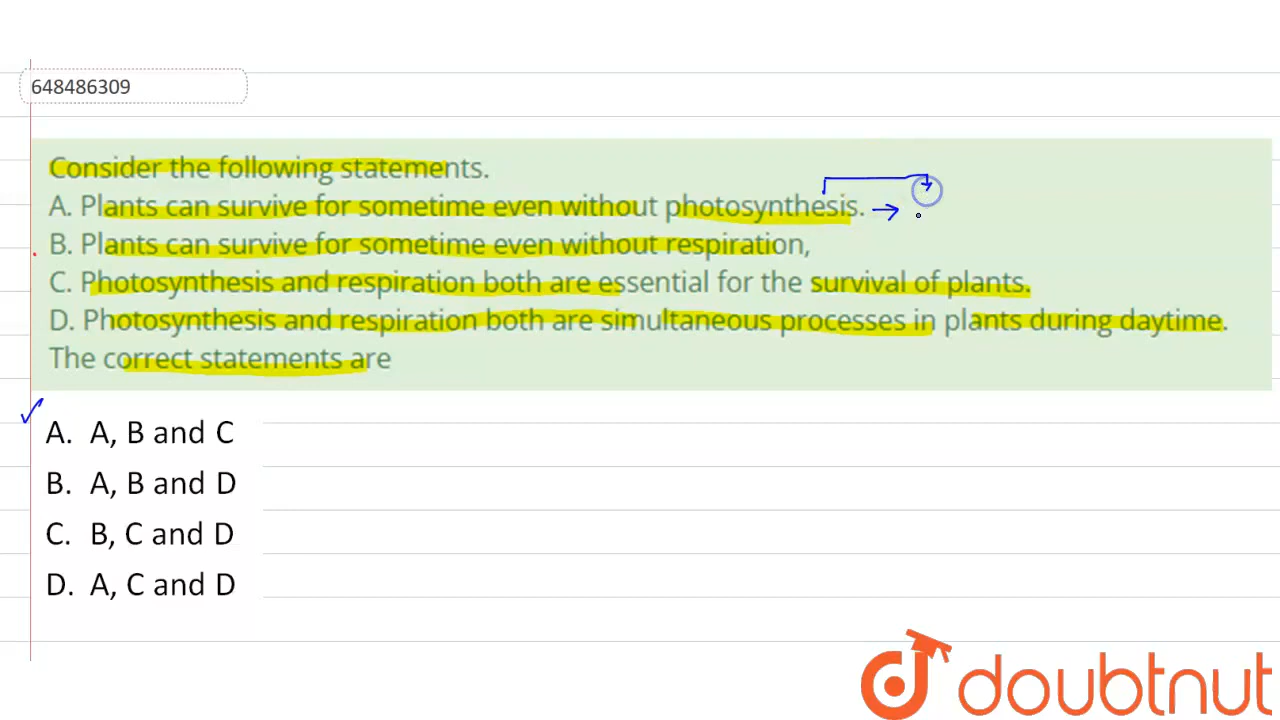 648486309
Consider the following statements.
A. Plants can survive for sometime even without photosynthesis.
B. Plants can survive for sometime even without respiration,
C. Photosynthesis and respiration both are essential for the survival of plants.
D. Photosynthesis and respiration both are simultaneous processes in plants during daytime.
The correct statements are
A. A, B and C
B. A, B and D
C. B, C and D
D. A, C and D
doubtnut